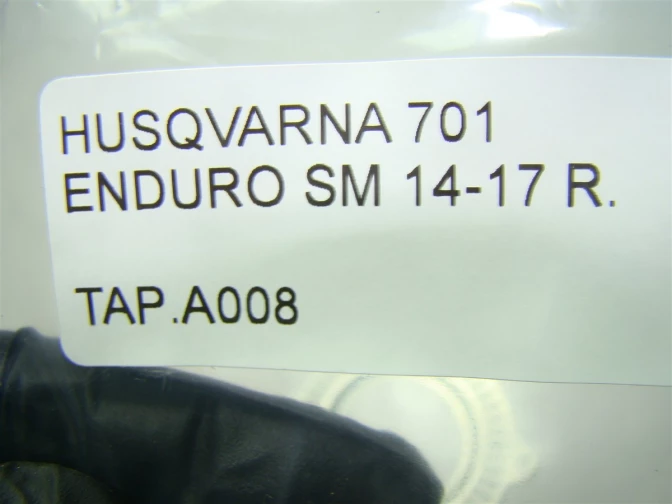 HUSQVARNA 701
ENDURO SM 14-17 R.
TAP.A008